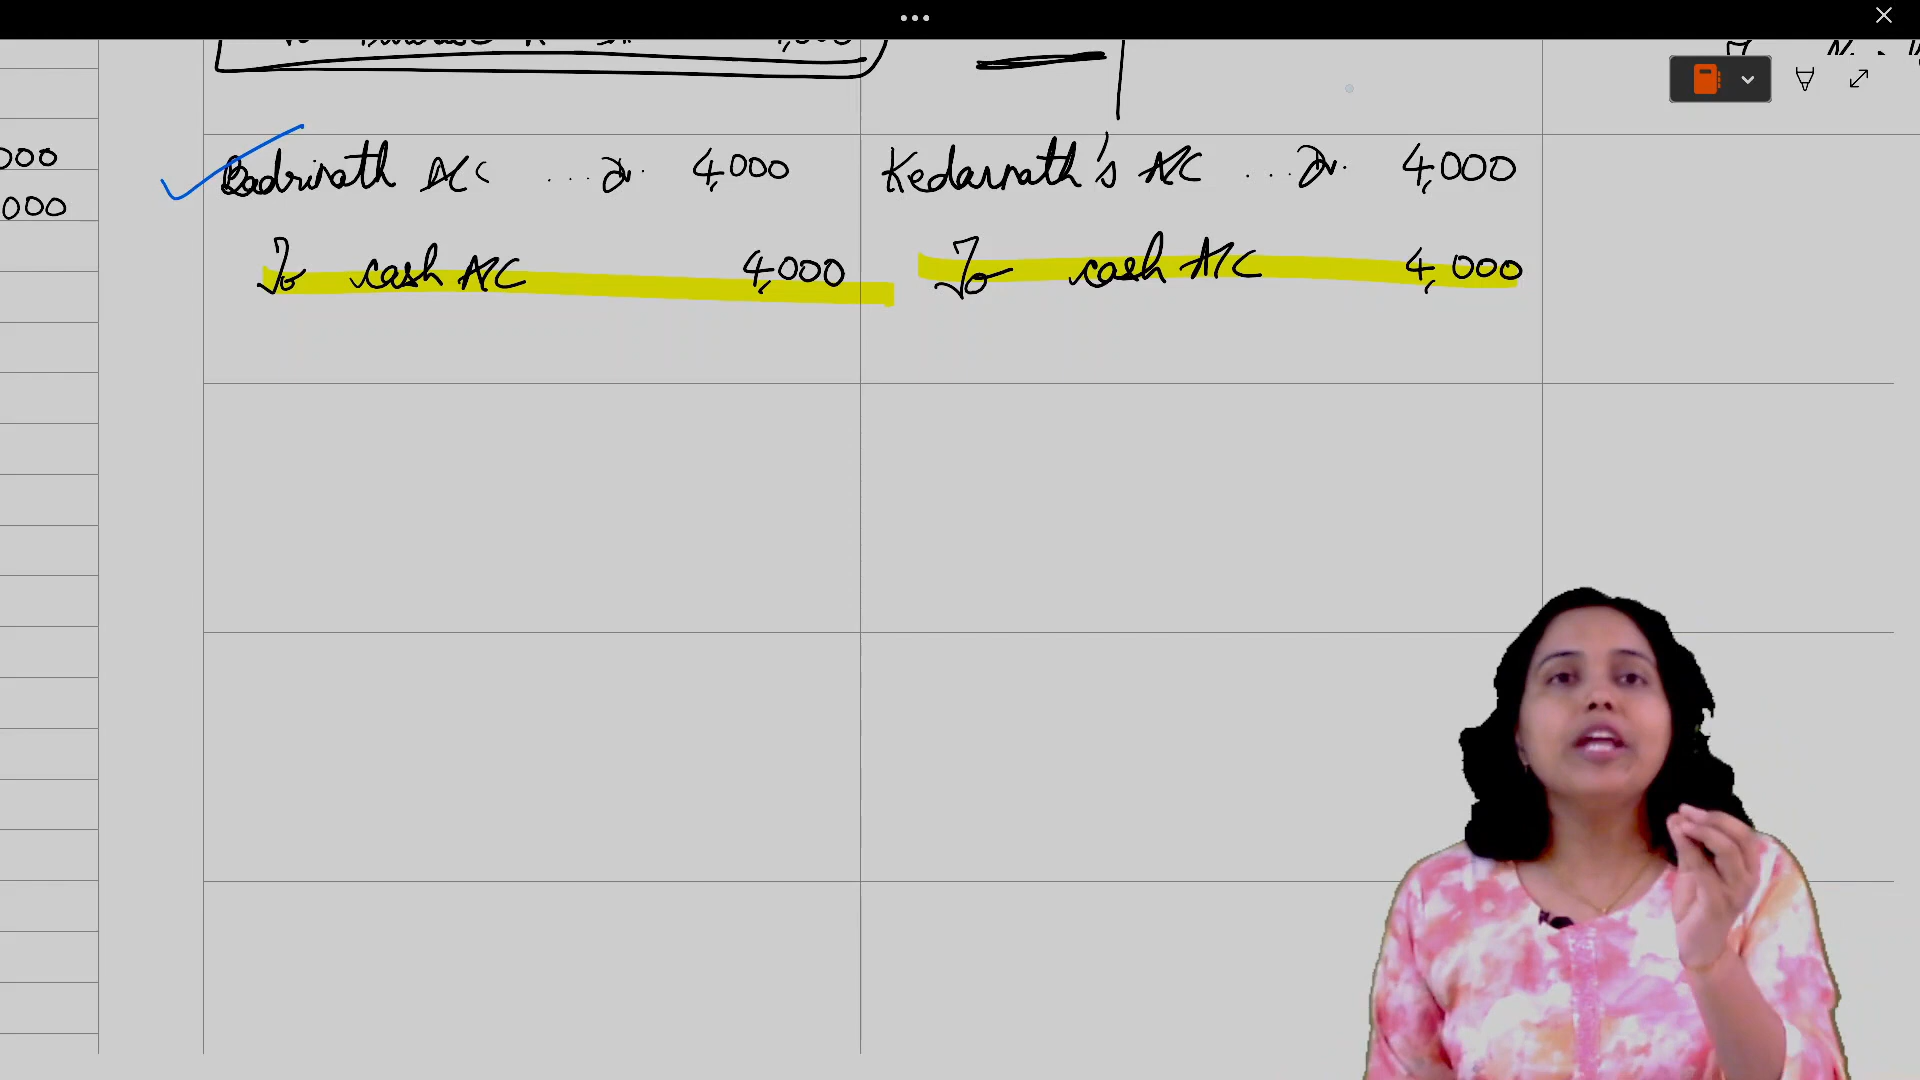 000
000
Badrinath A/C ... dr. 4,000
To cash A/C 4,000
Kedarnath's A/C ... dr. 4,000
To cash A/C 4,000